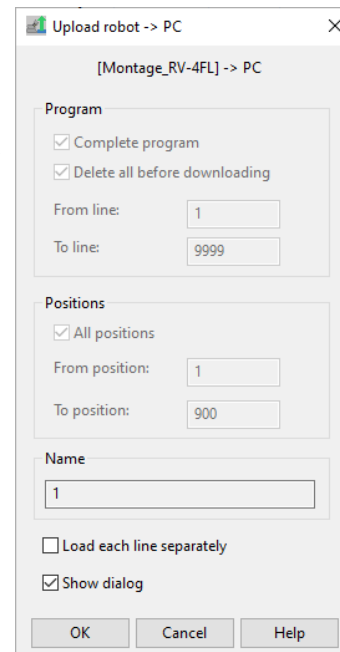 Upload robot -> PC
[Montage_RV-4FL] -> PC
Program
Complete program
Delete all before downloading
From line: 1
To line: 9999
Positions
All positions
From position: 1
To position: 900
Name
1
Load each line separately
Show dialog
OK Cancel Help